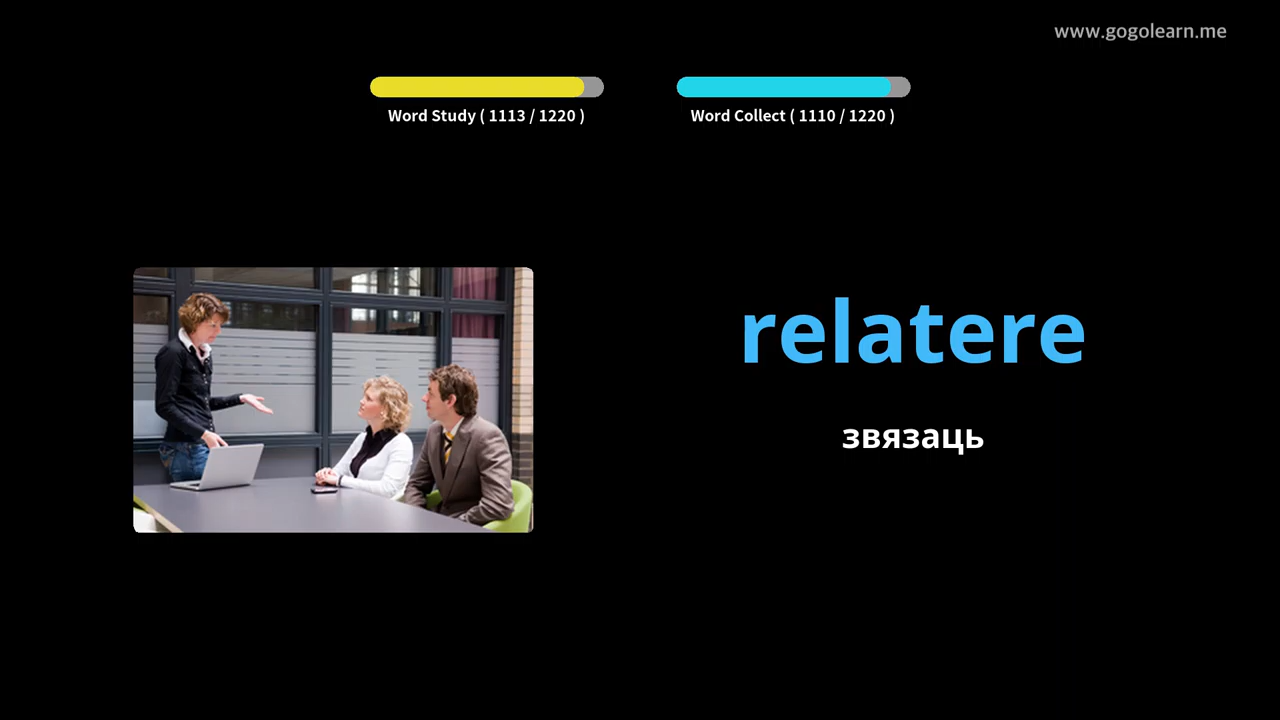 www.gogolearn.me
Word Study ( 1113 / 1220 )
Word Collect ( 1110 / 1220 )
relatere
звязаць